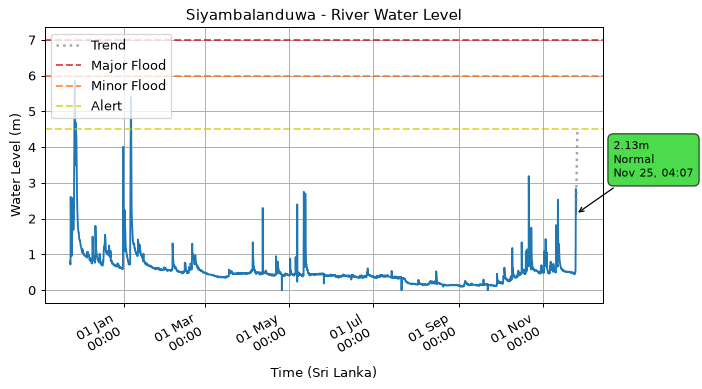 Siyambalanduwa - River Water Level
Trend
Major Flood
Minor Flood
Alert
7
6
5
4
3
2
1
0
Water Level (m)
2.13m
Normal
Nov 25, 04:07
01 Jan
00:00
01 Mar
00:00
01 May
00:00
01 Jul
00:00
01 Sep
00:00
01 Nov
00:00
Time (Sri Lanka)